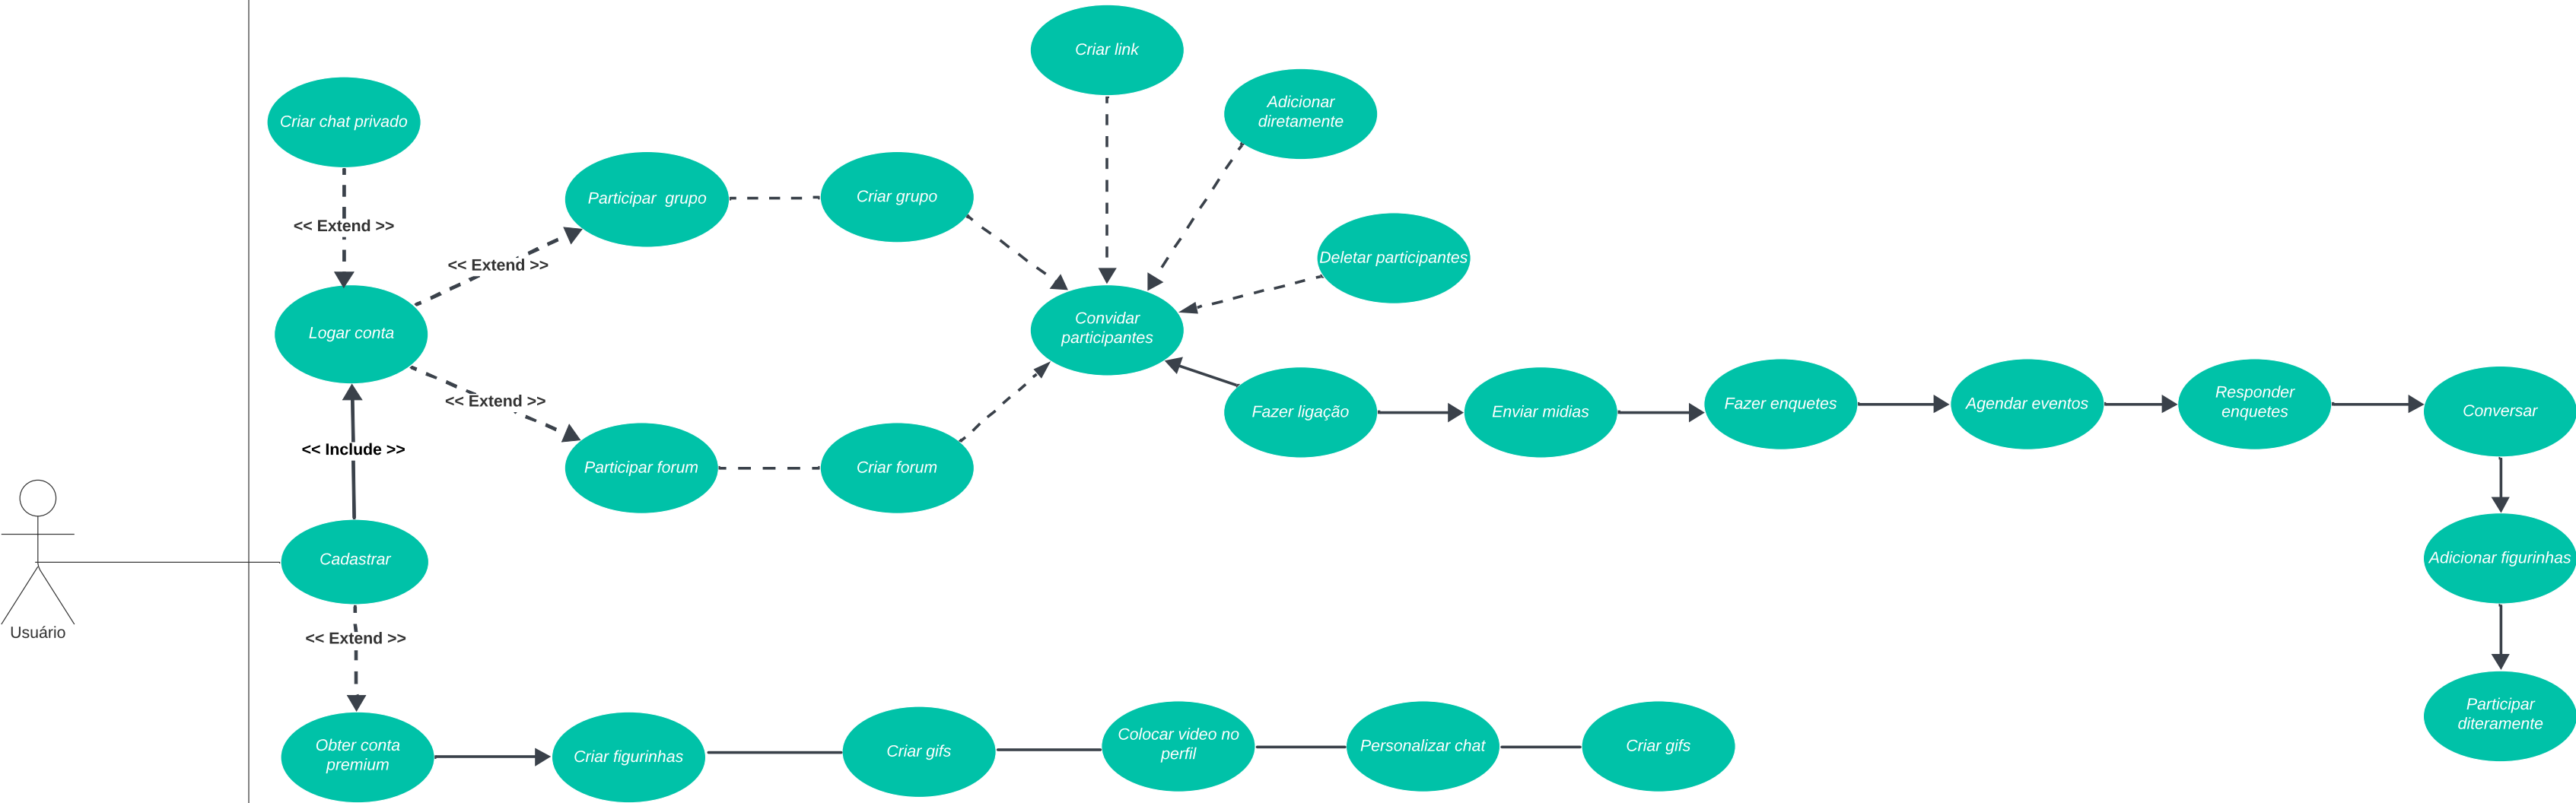 Criar link
Adicionar
diretamente
Criar chat privado
Participar  grupo
Criar grupo
<< Extend >>
<< Extend >>
Deletar participantes
Logar conta
Convidar
participantes
<< Extend >>
Fazer ligação
Enviar midias
Fazer enquetes
Agendar eventos
Responder
enquetes
Conversar
<< Include >>
Participar forum
Criar forum
Cadastrar
Adicionar figurinhas
Usuário
<< Extend >>
Participar
diteramente
Obter conta
premium
Criar figurinhas
Criar gifs
Colocar video no
perfil
Personalizar chat
Criar gifs